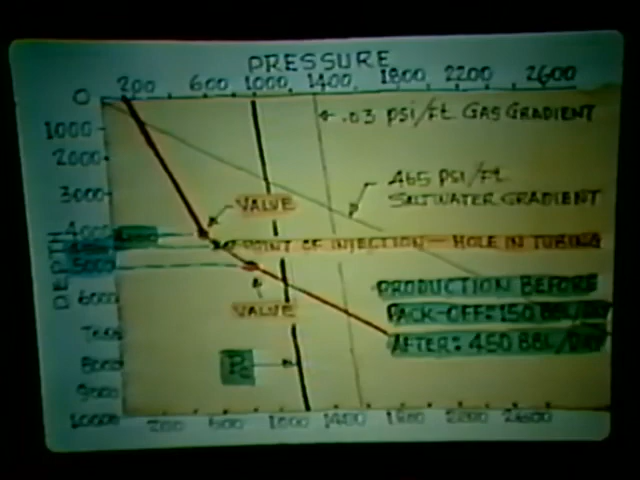 PRESSURE
200 600 1000 1400 1800 2200 2600
0
.03 PSI/FT. GAS GRADIENT
1000
2000
.465 PSI/FT.
SALTWATER GRADIENT
3000
VALVE
4000
POINT OF INJECTION — HOLE IN TUBING
DEPTH
5000
PRODUCTION BEFORE
6000
VALVE
PACK-OFF: 150 BBL/DAY
7000
AFTER: 450 BBL/DAY
8000
Pc
9000
10000
200 600 1000 1400 1800 2200 2600